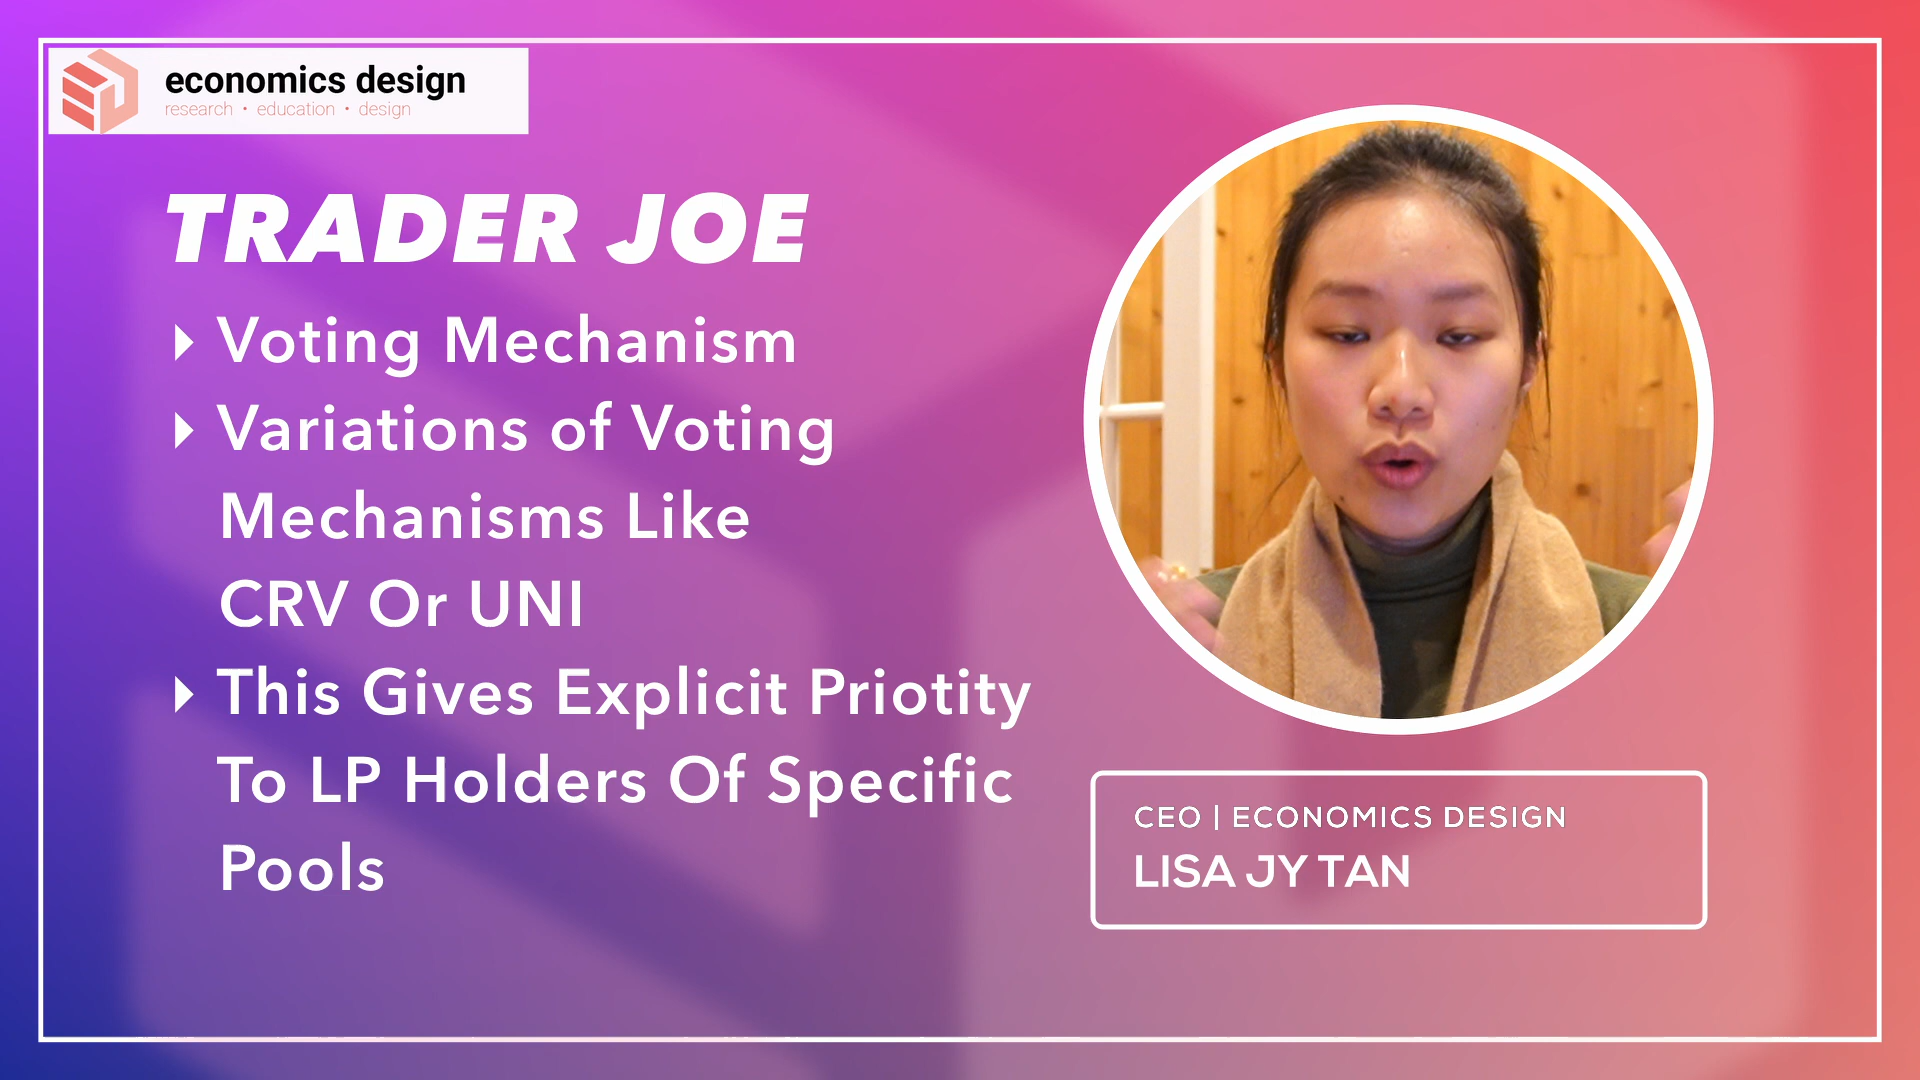 economics design
research • education • design
TRADER JOE
Voting Mechanism
Variations of Voting
Mechanisms Like
CRV Or UNI
This Gives Explicit Priotity
To LP Holders Of Specific
Pools
CEO | ECONOMICS DESIGN
LISA JY TAN